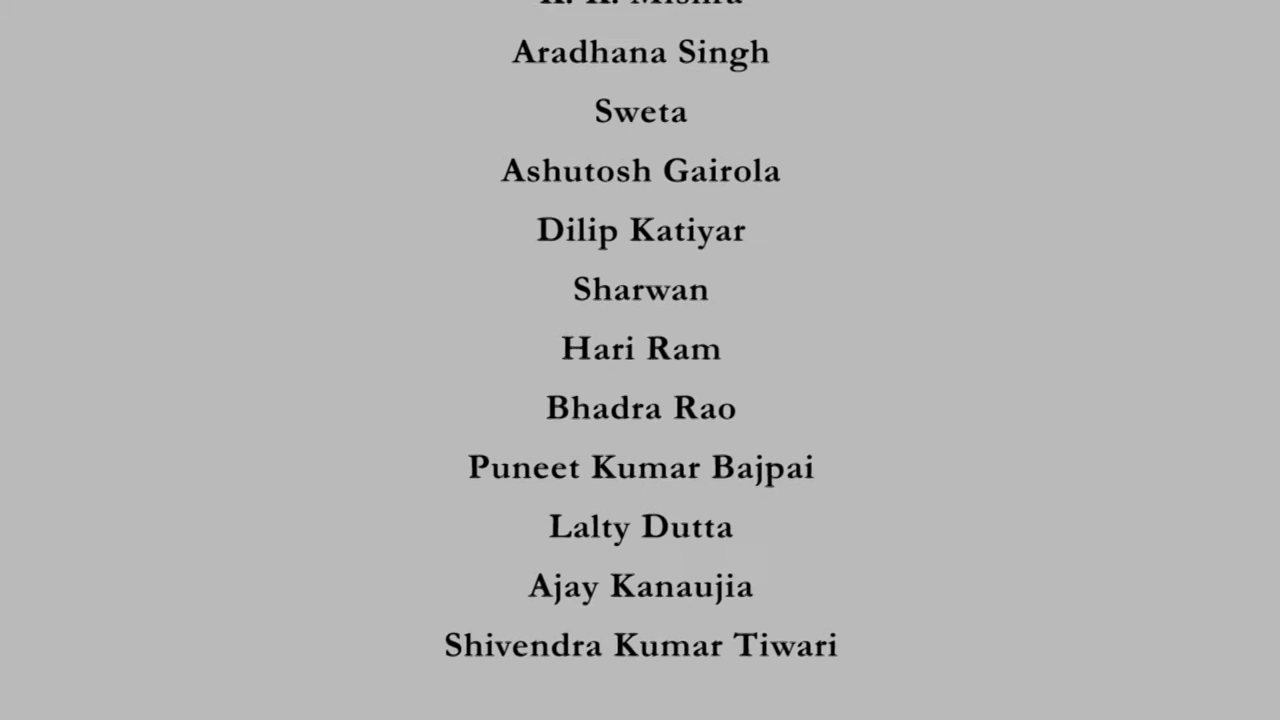 Aradhana Singh
Sweta
Ashutosh Gairola
Dilip Katiyar
Sharwan
Hari Ram
Bhadra Rao
Puneet Kumar Bajpai
Lalty Dutta
Ajay Kanaujia
Shivendra Kumar Tiwari